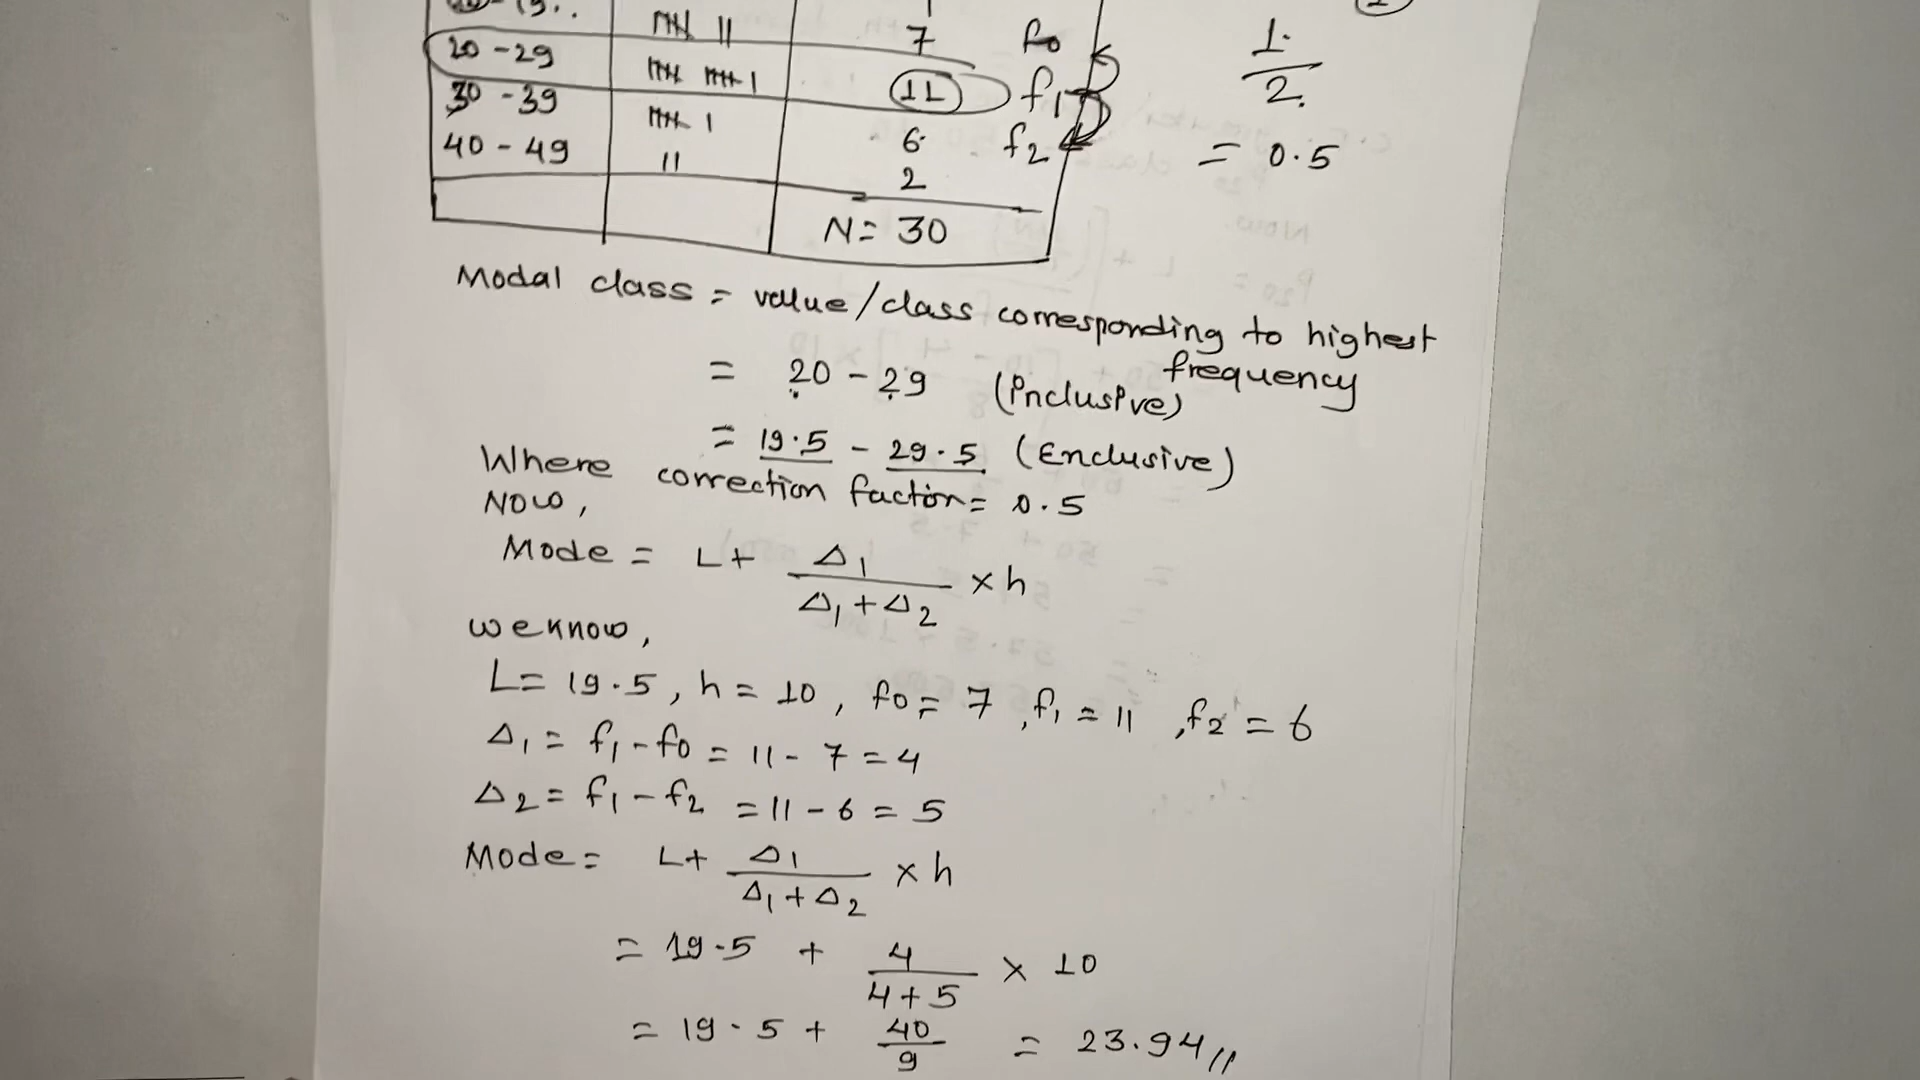 -19..  𝍸 ||  7  f0
20 - 29  𝍸 𝍸 |  11  f1
30 - 39  𝍸 |  6  f2
40 - 49  ||  2
N = 30
1/2
= 0.5
Modal class = value/class corresponding to highest frequency
= 20 - 29 (inclusive)
= 19.5 - 29.5 (Exclusive)
Where correction factor = 0.5
Now,
Mode = L + Δ1/(Δ1+Δ2) × h
we know,
L = 19.5, h = 10, f0 = 7, f1 = 11, f2 = 6
Δ1 = f1 - f0 = 11 - 7 = 4
Δ2 = f1 - f2 = 11 - 6 = 5
Mode = L + Δ1/(Δ1+Δ2) × h
= 19.5 + 4/(4+5) × 10
= 19.5 + 40/9 = 23.94//